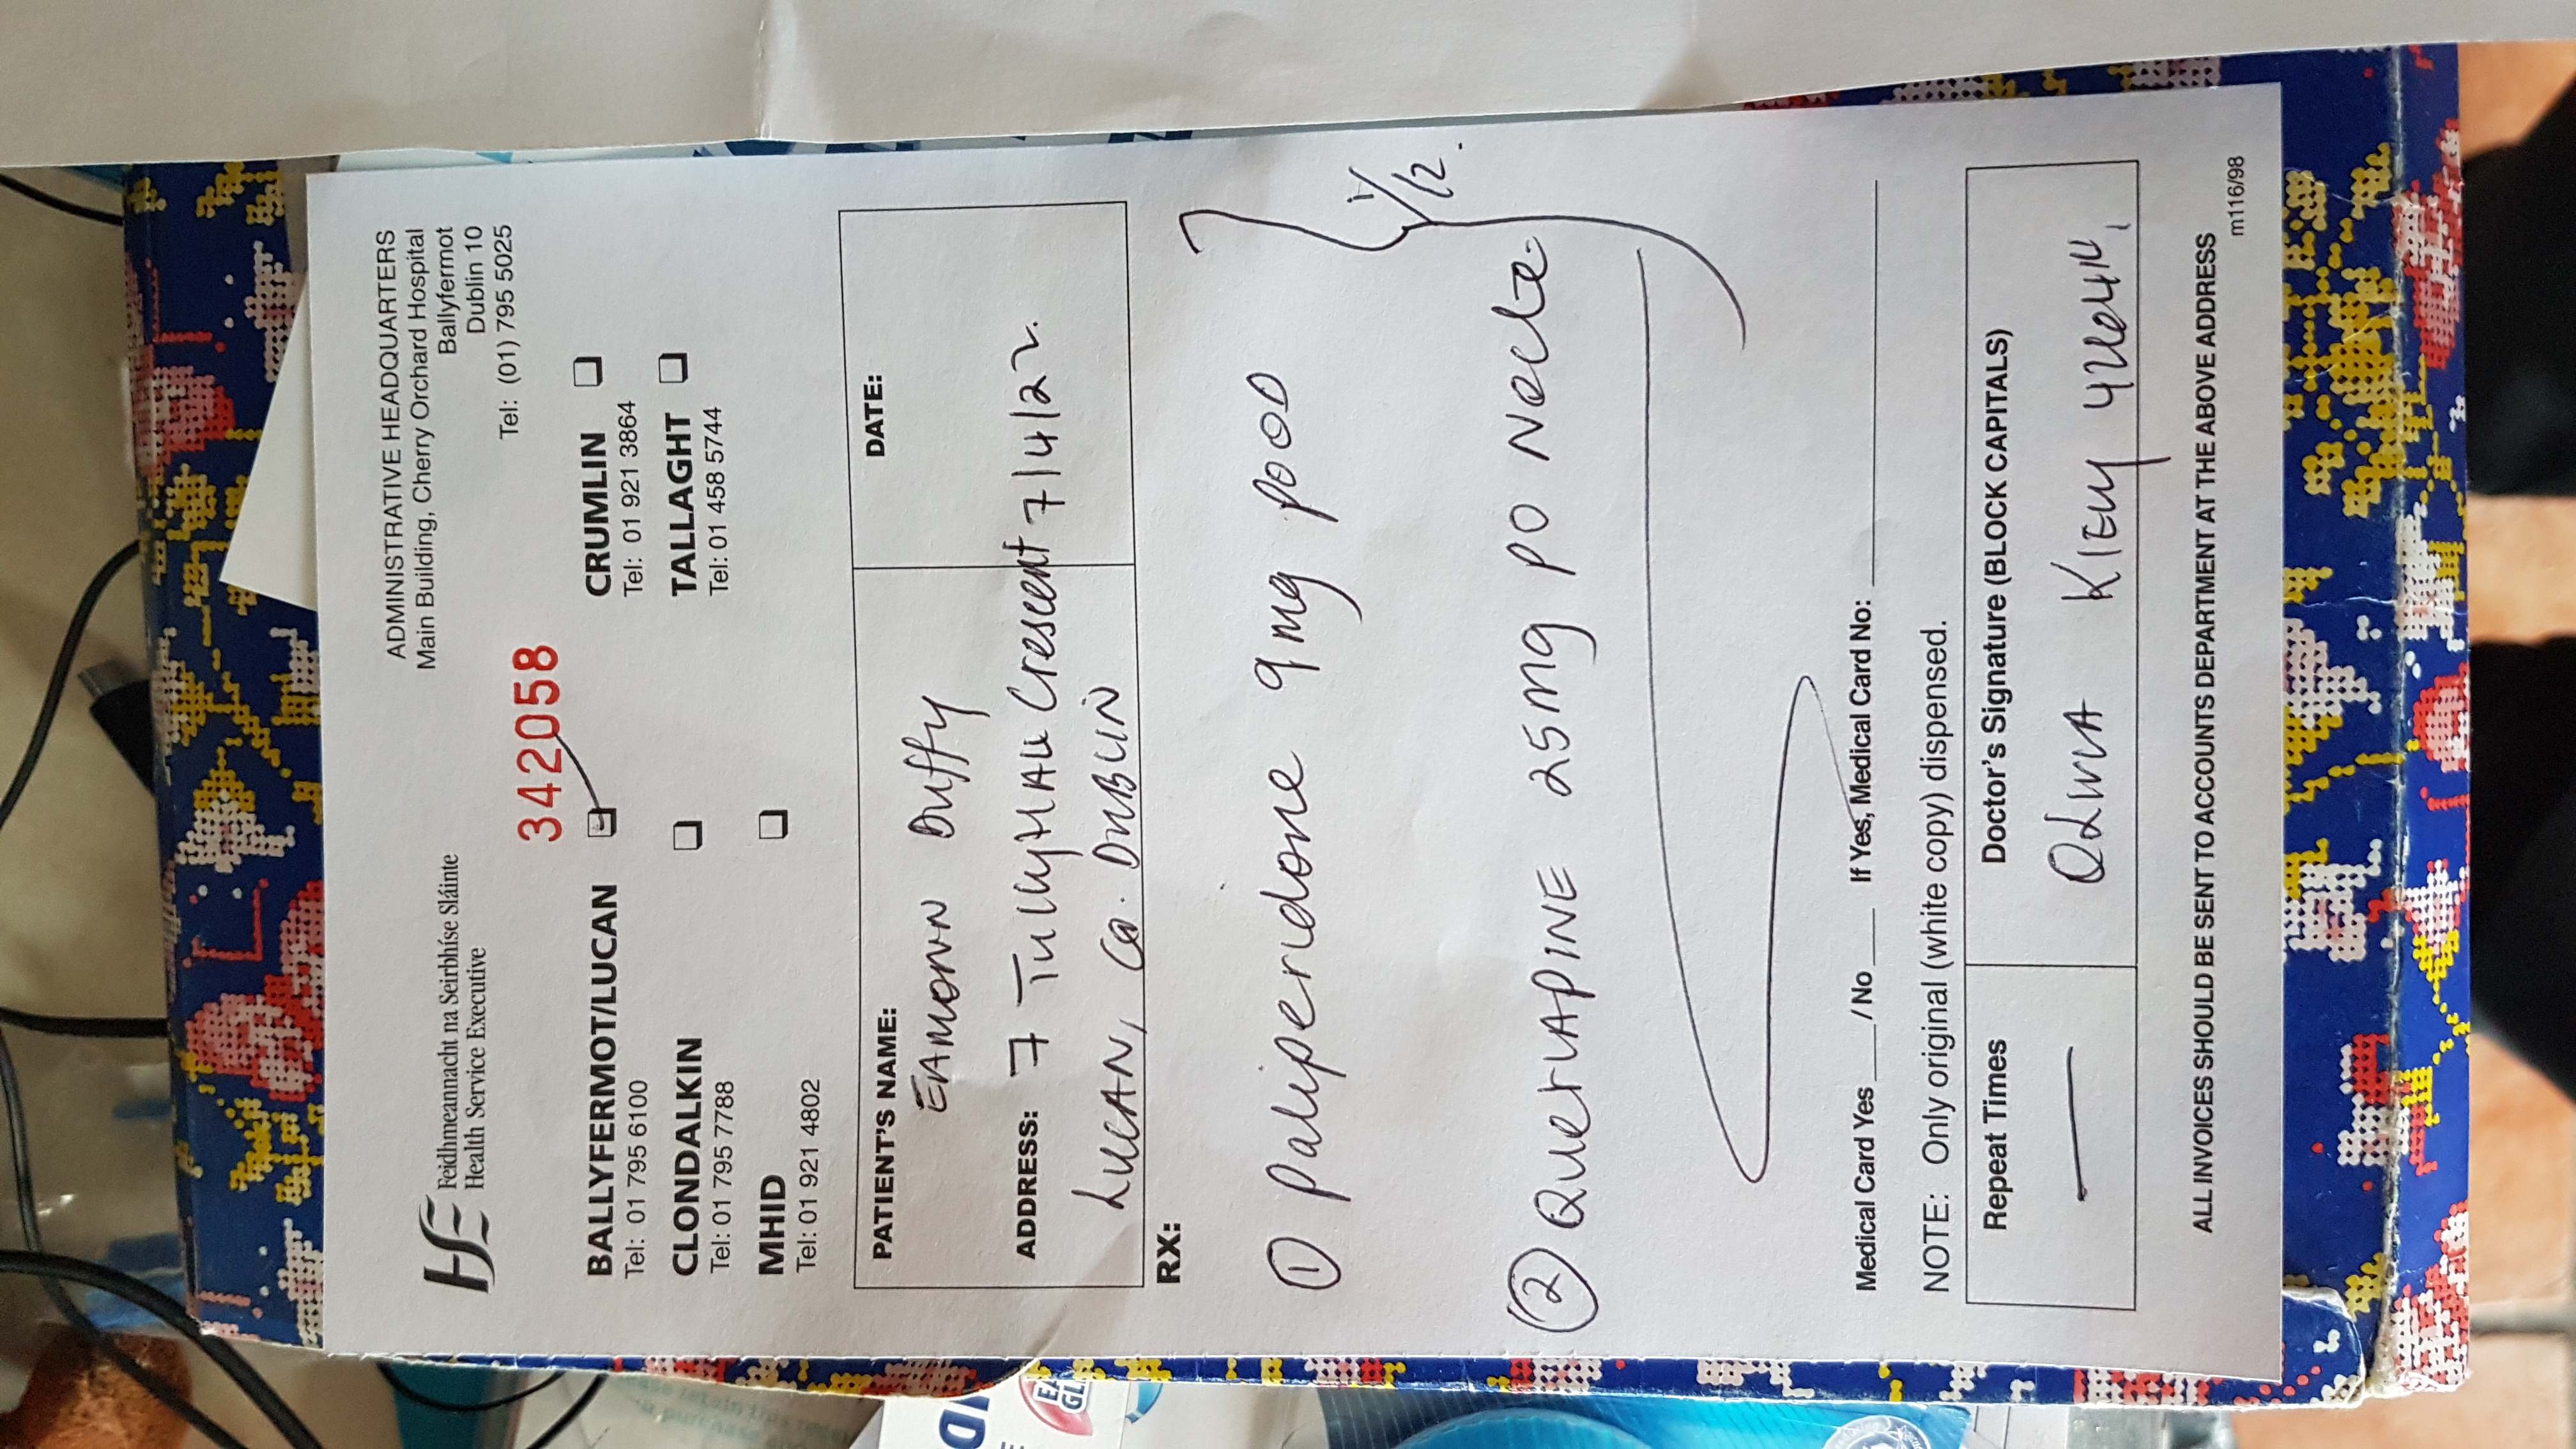 ADMINISTRATIVE HEADQUARTERS
Main Building, Cherry Orchard Hospital
Ballyfermot
Dublin 10
Tel: (01) 795 5025
HSE
Feidhmeannacht na Seirbhíse Sláinte
Health Service Executive
342058
BALLYFERMOT/LUCAN
Tel: 01 795 6100
CRUMLIN
Tel: 01 921 3864
CLONDALKIN
Tel: 01 795 7788
TALLAGHT
Tel: 01 458 5744
MHID
Tel: 01 921 4802
PATIENT'S NAME:
EAMONN Duffy
DATE:
ADDRESS: 7 TullyHAll Crescent 7/4/22.
LUCAN, Co. DUBLIN
RX:
① Paliperidone 9mg PO OD
1/12.
② QUETIAPINE 25mg PO Nocte
Medical Card Yes ____ / No ____ If Yes, Medical Card No:
NOTE: Only original (white copy) dispensed.
Repeat Times
Doctor's Signature (BLOCK CAPITALS)
—
OLIVIA KIELY
ALL INVOICES SHOULD BE SENT TO ACCOUNTS DEPARTMENT AT THE ABOVE ADDRESS
m116/98